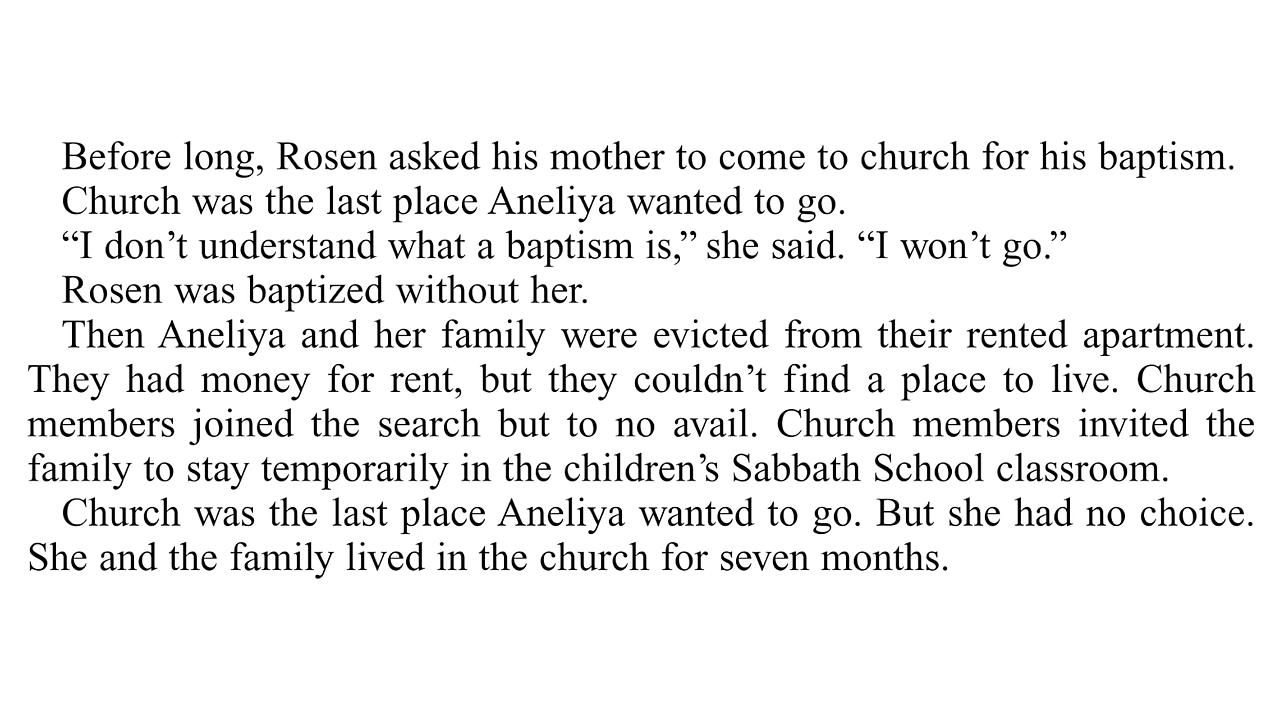 Before long, Rosen asked his mother to come to church for his baptism.
Church was the last place Aneliya wanted to go.
“I don’t understand what a baptism is,” she said. “I won’t go.”
Rosen was baptized without her.
Then Aneliya and her family were evicted from their rented apartment.
They had money for rent, but they couldn’t find a place to live. Church
members joined the search but to no avail. Church members invited the
family to stay temporarily in the children’s Sabbath School classroom.
Church was the last place Aneliya wanted to go. But she had no choice.
She and the family lived in the church for seven months.